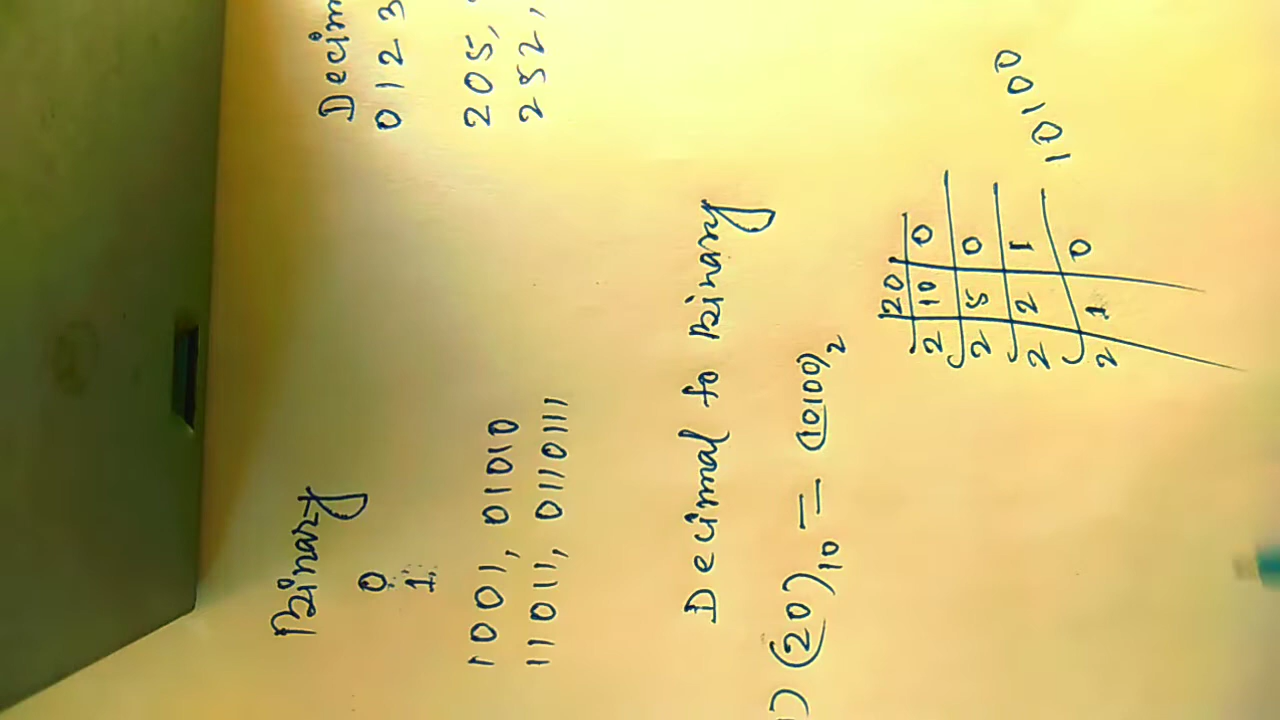 Binary
0
1
1001, 01010
11011, 0110111
Decim
0 1 2 3
205,
252,
Decimal to Binary
1) (20)10 = (10100)2
2 | 20
2 | 10 | 0
2 | 5 | 0
2 | 2 | 1
1 | 0
10100